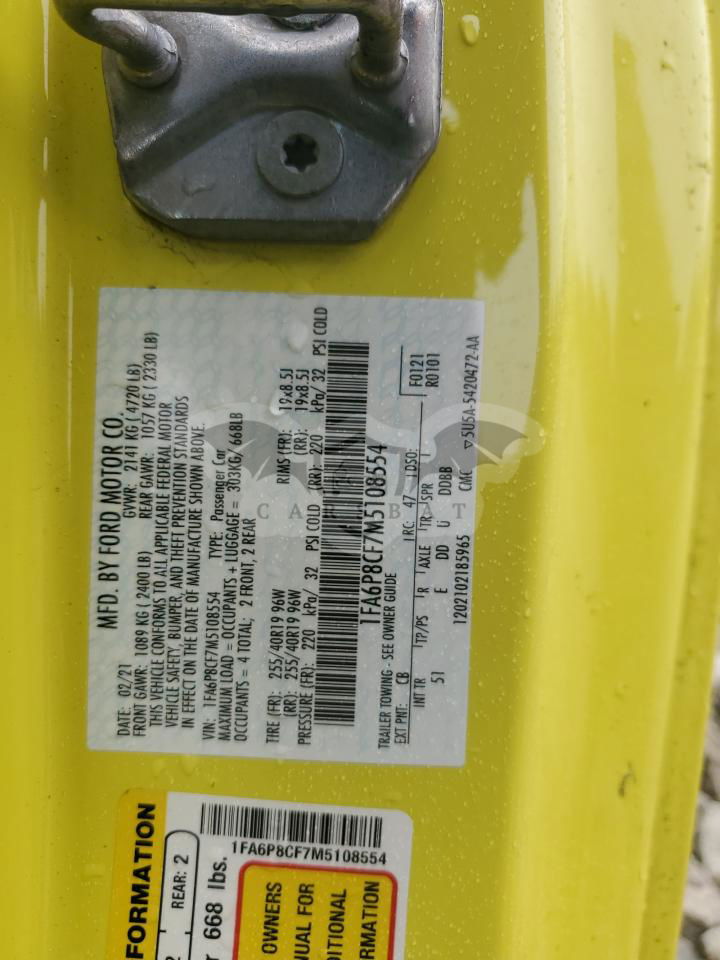 MFD. BY FORD MOTOR CO.
DATE: 02/21 GVWR: 2141 KG ( 4720 LB)
FRONT GAWR: 1089 KG ( 2400 LB) REAR GAWR: 1057 KG ( 2330 LB)
THIS VEHICLE CONFORMS TO ALL APPLICABLE FEDERAL MOTOR
VEHICLE SAFETY, BUMPER, AND THEFT PREVENTION STANDARDS
IN EFFECT ON THE DATE OF MANUFACTURE SHOWN ABOVE.
VIN: 1FA6P8CF7M5108554 TYPE: Passenger Car
MAXIMUM LOAD = OCCUPANTS + LUGGAGE = 303KG/ 668LB
OCCUPANTS = 4 TOTAL; 2 FRONT, 2 REAR
TIRE (FR): 255/40R19 96W RIMS (FR): 19x8.5J
(RR): 255/40R19 96W (RR): 19x8.5J
PRESSURE (FR): 220 kPa/ 32 PSI COLD (RR): 220 kPa/ 32 PSI COLD
1FA6P8CF7M5108554
TRAILER TOWING - SEE OWNER GUIDE F0121
EXT PNT: CB RC: 47 DSO: R0101
INT TR TP/PS R AXLE TR SPR
51 E DD U DDBB
1202102185965 CMC ▽5U5A-5420472-AA
CARSBAT
FORMATION
REAR: 2
668 lbs.
1FA6P8CF7M5108554
OWNERS
NUAL FOR
DITIONAL
RMATION